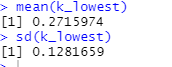 > mean(k_lowest)
[1] 0.2715974
> sd(k_lowest)
[1] 0.1281659
>